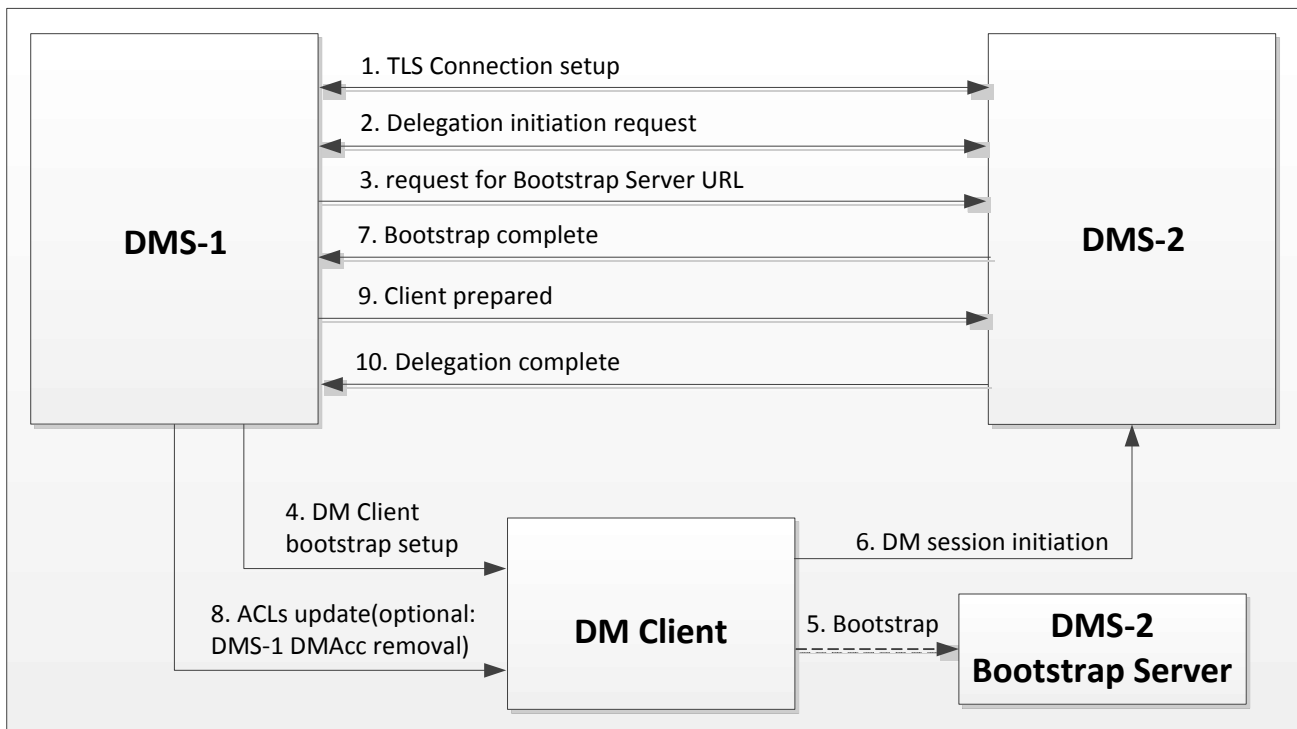 1. TLS Connection setup
2. Delegation initiation request
3. request for Bootstrap Server URL
DMS-1
7. Bootstrap complete
DMS-2
9. Client prepared
10. Delegation complete
4. DM Client
bootstrap setup
6. DM session initiation
8. ACLs update(optional:
DMS-1 DMAcc removal)
DM Client
5. Bootstrap
DMS-2
Bootstrap Server